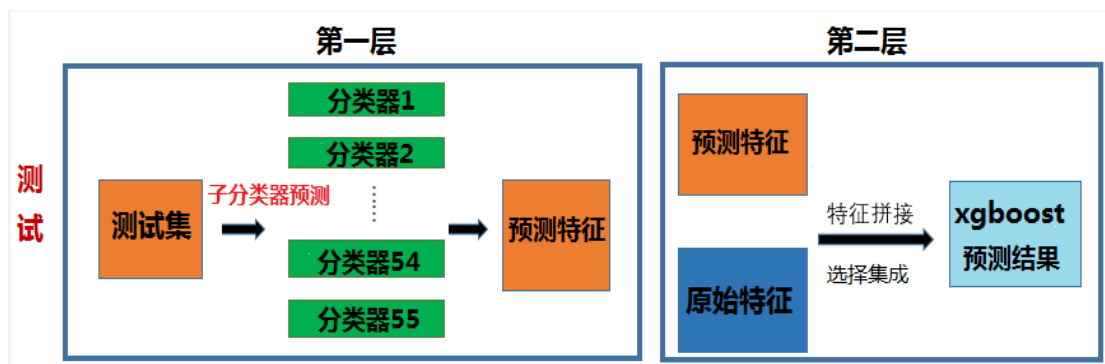 第一层
第二层
测
试
测试集
子分类器预测
分类器1
分类器2
分类器54
分类器55
预测特征
预测特征
原始特征
特征拼接
选择集成
xgboost
预测结果